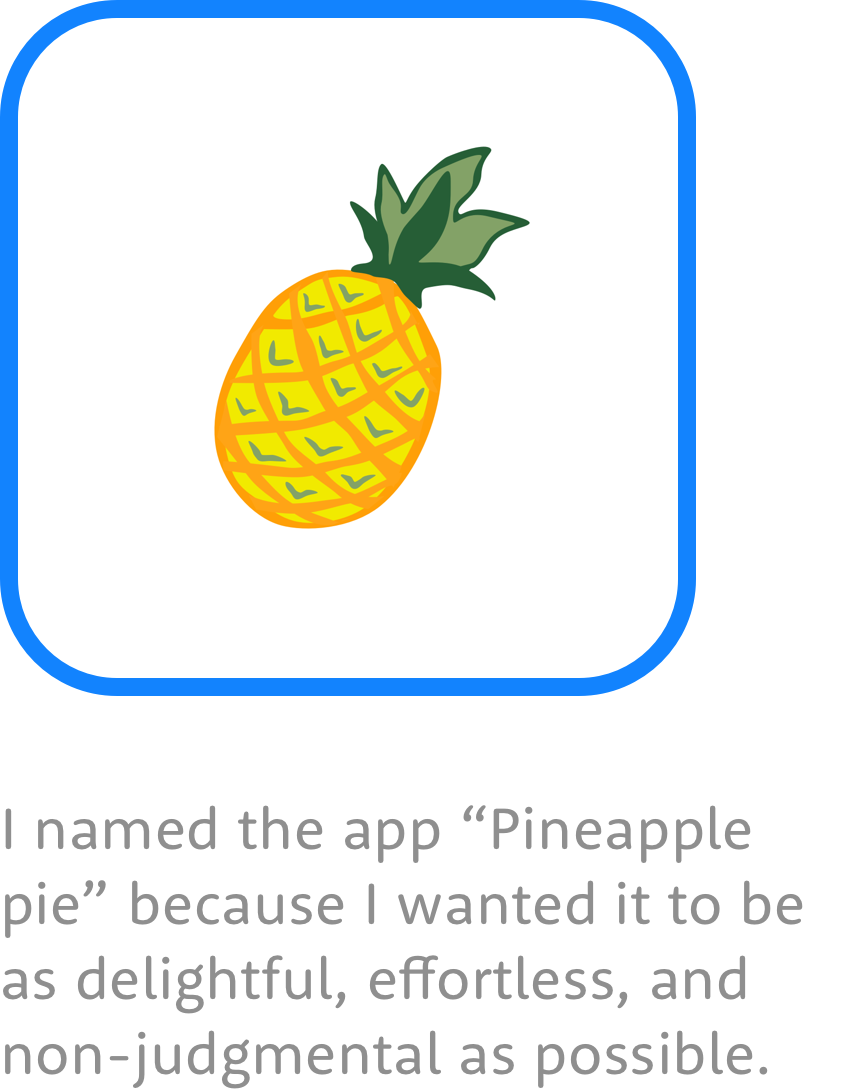 I named the app “Pineapple
pie” because I wanted it to be
as delightful, effortless, and
non-judgmental as possible.